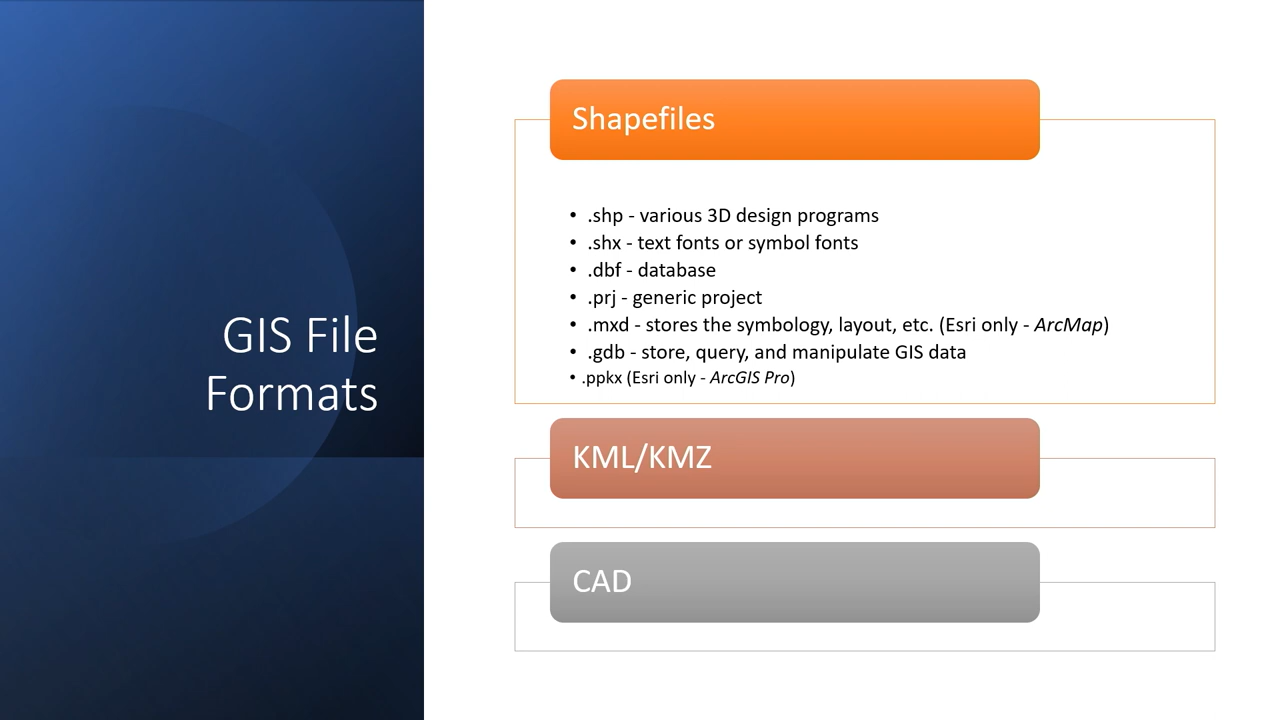 GIS File
Formats
Shapefiles
• .shp - various 3D design programs
• .shx - text fonts or symbol fonts
• .dbf - database
• .prj - generic project
• .mxd - stores the symbology, layout, etc. (Esri only - ArcMap)
• .gdb - store, query, and manipulate GIS data
• .ppkx (Esri only - ArcGIS Pro)
KML/KMZ
CAD